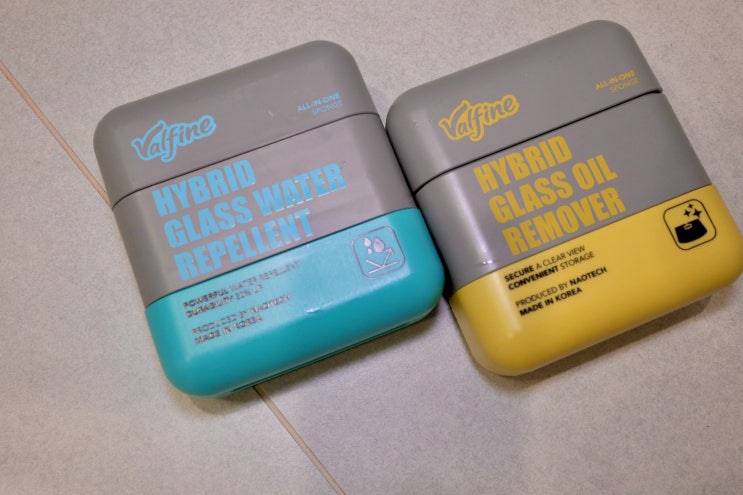 Valfine
ALL-IN-ONE
SPONGE
HYBRID
GLASS WATER
REPELLENT
POWERFUL WATER REPELLENT
PRODUCED BY NAOTECH
MADE IN KOREA
Valfine
ALL-IN-ONE
SPONGE
HYBRID
GLASS OIL
REMOVER
SECURE A CLEAR VIEW
CONVENIENT STORAGE
PRODUCED BY NAOTECH
MADE IN KOREA